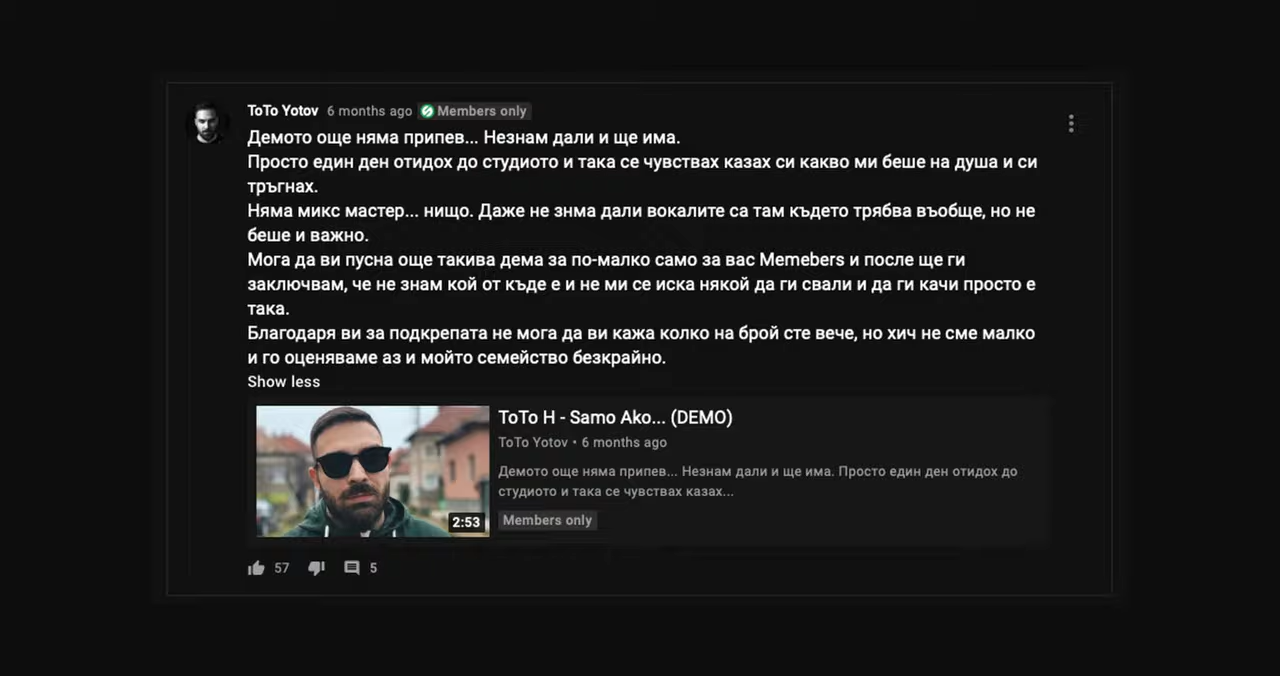 ToTo Yotov 6 months ago Members only
Демото още няма припев... Незнам дали и ще има.
Просто един ден отидох до студиото и така се чувствах казах си какво ми беше на душа и си
тръгнах.
Няма микс мастер... нищо. Даже не знма дали вокалите са там където трябва въобще, но не
беше и важно.
Мога да ви пусна още такива дема за по-малко само за вас Memebers и после ще ги
заключвам, че не знам кой от къде е и не ми се иска някой да ги свали и да ги качи просто е
така.
Благодаря ви за подкрепата не мога да ви кажа колко на брой сте вече, но хич не сме малко
и го оценяваме аз и мойто семейство безкрайно.
Show less
ToTo H - Samo Ako... (DEMO)
ToTo Yotov • 6 months ago
Демото още няма припев... Незнам дали и ще има. Просто един ден отидох до
студиото и така се чувствах казах...
Members only
2:53
57 5